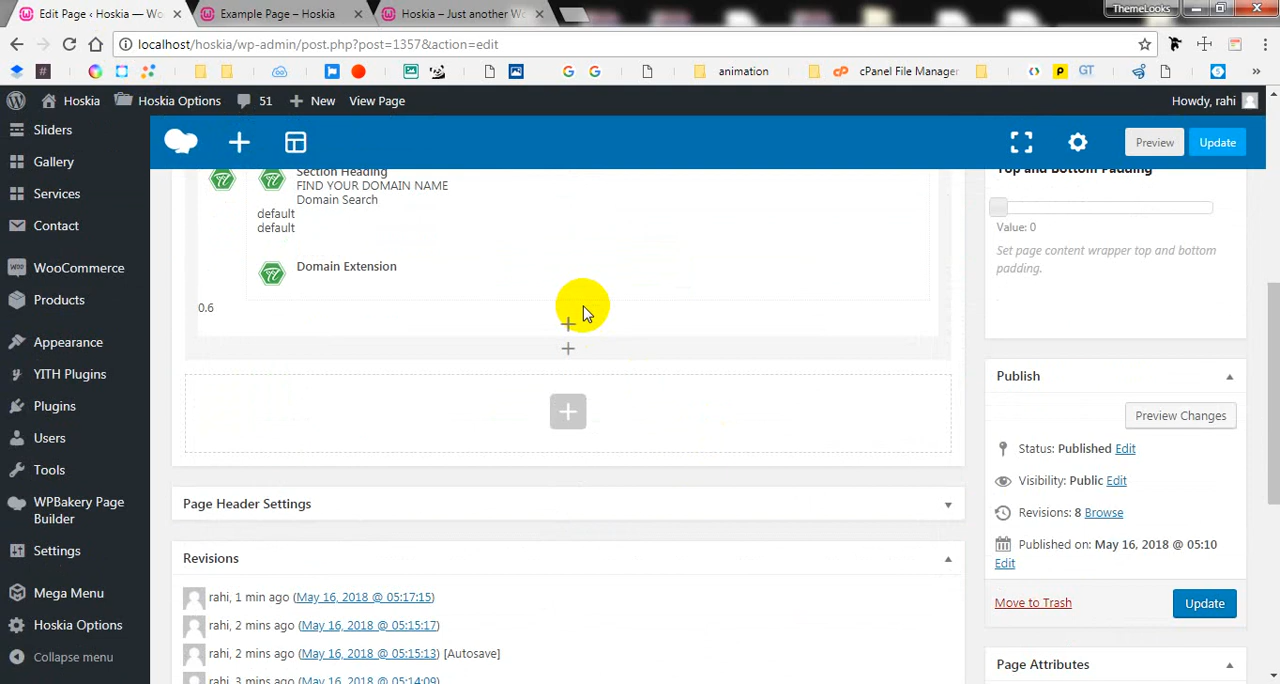 Edit Page ‹ Hoskia — Wo
Example Page – Hoskia
Hoskia – Just another Wo
ThemeLooks
localhost/hoskia/wp-admin/post.php?post=1357&action=edit
animation
cPanel File Manager
GT
Hoskia
Hoskia Options
51
New
View Page
Howdy, rahi
Sliders
Gallery
Services
Contact
WooCommerce
Products
Appearance
YITH Plugins
Plugins
Users
Tools
WPBakery Page
Builder
Settings
Mega Menu
Hoskia Options
Collapse menu
Preview
Update
Section Heading
FIND YOUR DOMAIN NAME
Domain Search
default
default
Domain Extension
0.6
Page Header Settings
Revisions
rahi, 1 min ago (May 16, 2018 @ 05:17:15)
rahi, 2 mins ago (May 16, 2018 @ 05:15:17)
rahi, 2 mins ago (May 16, 2018 @ 05:15:13) [Autosave]
rahi, 3 mins ago (May 16, 2018 @ 05:14:09)
Top and Bottom Padding
Value: 0
Set page content wrapper top and bottom
padding.
Publish
Preview Changes
Status: Published Edit
Visibility: Public Edit
Revisions: 8 Browse
Published on: May 16, 2018 @ 05:10
Edit
Move to Trash
Update
Page Attributes